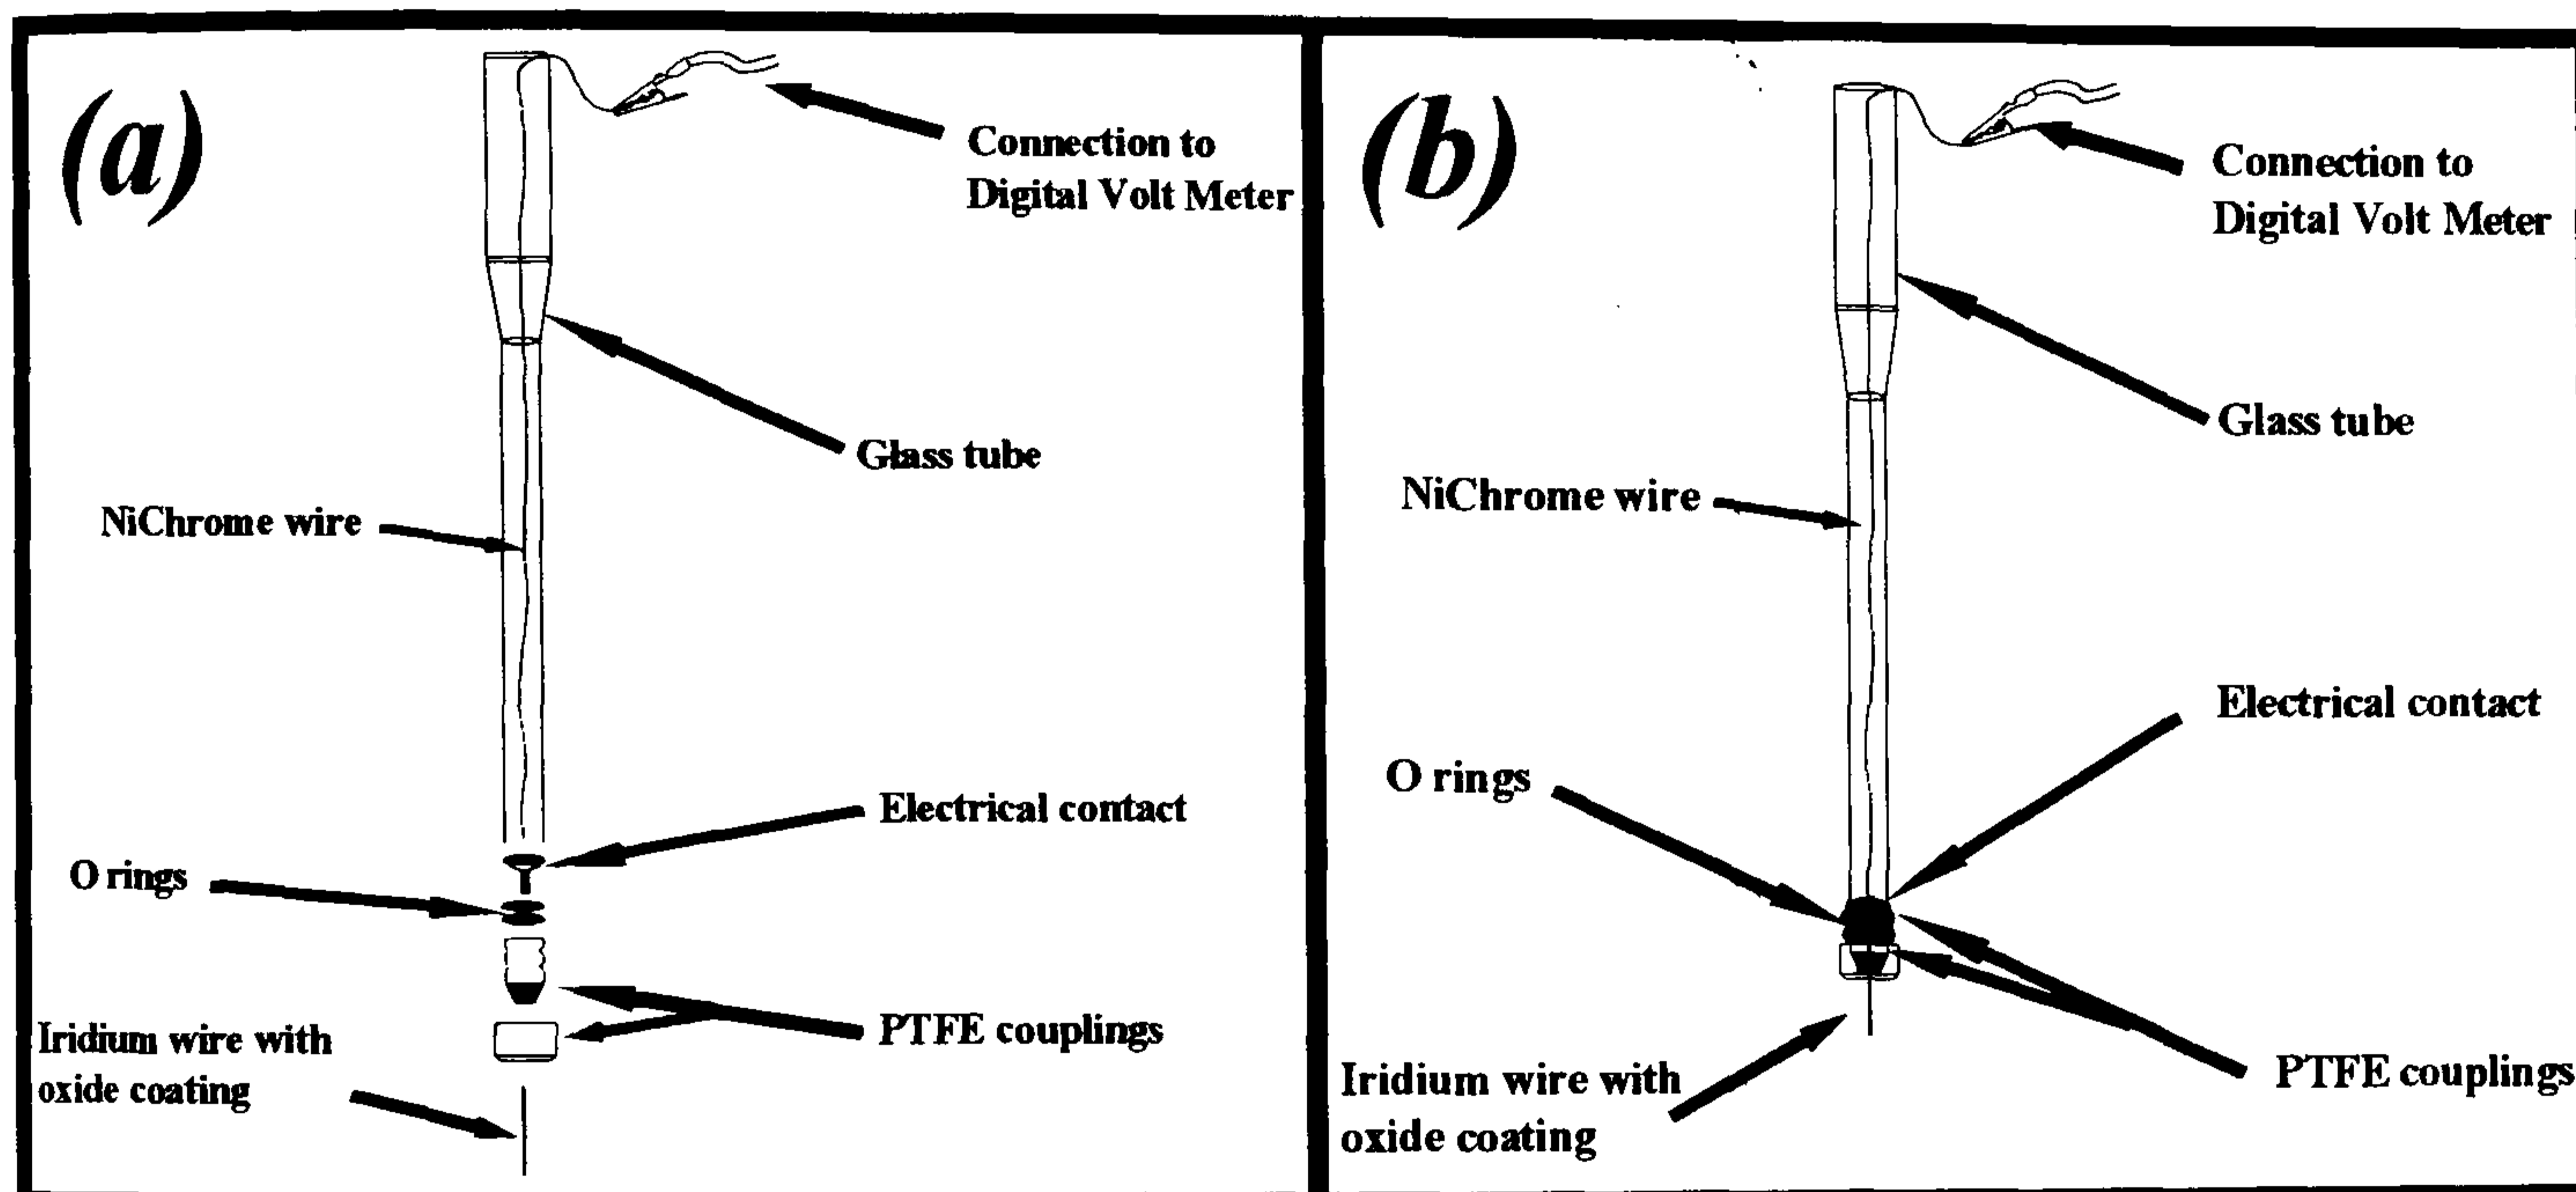 (a)
Connection to
Digital Volt Meter
Glass tube
NiChrome wire
Electrical contact
O rings
PTFE couplings
Iridium wire with
oxide coating
(b)
Connection to
Digital Volt Meter
Glass tube
NiChrome wire
Electrical contact
O rings
PTFE couplings
Iridium wire with
oxide coating